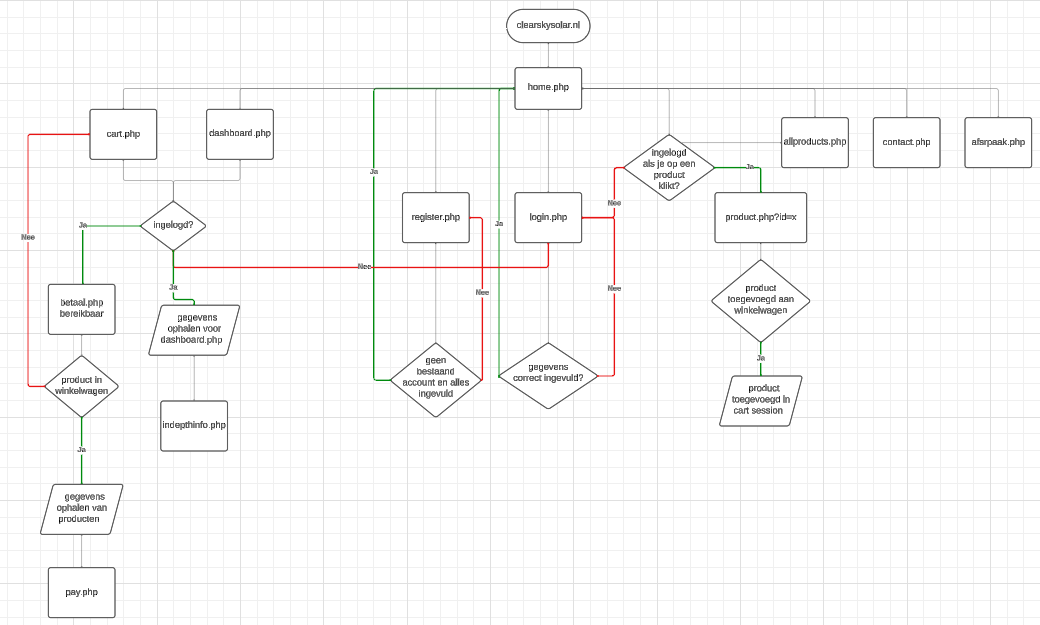 clearskysolar.nl
home.php
cart.php
dashboard.php
allproducts.php
contact.php
afsrpaak.php
ingelogd
als je op een
product
klikt?
Ja
Ja
Nee
register.php
login.php
product.php?id=x
ingelogd?
Ja
Nee
Ja
Nee
Ja
Nee
Nee
betaal.php
bereikbaar
gegevens
ophalen voor
dashboard.php
product
toegevoegd aan
winkelwagen
geen
bestaand
account en alles
ingevuld
gegevens
correct ingevuld?
Ja
product in
winkelwagen
product
toegevoegd in
cart session
indepthinfo.php
Ja
gegevens
ophalen van
producten
pay.php